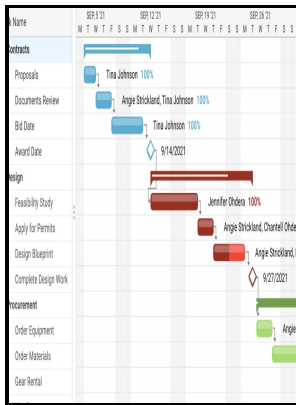 k Name
SEP, 5 '21 SEP, 12 '21 SEP, 19 '21 SEP, 26 '21
M T W T F S S M T W T F S S M T W T F S S M T W T F S S
ontracts
Proposals Tina Johnson 100%
Documents Review Angie Strickland, Tina Johnson 100%
Bid Date Tina Johnson 100%
Award Date 9/14/2021
esign
Feasibility Study Jennifer Ohdera 100%
Apply for Permits Angie Strickland, Chantell Ohde
Design Blueprint Angie Strickland,
Complete Design Work 9/27/2021
rocurement
Order Equipment Angie
Order Materials
Gear Rental